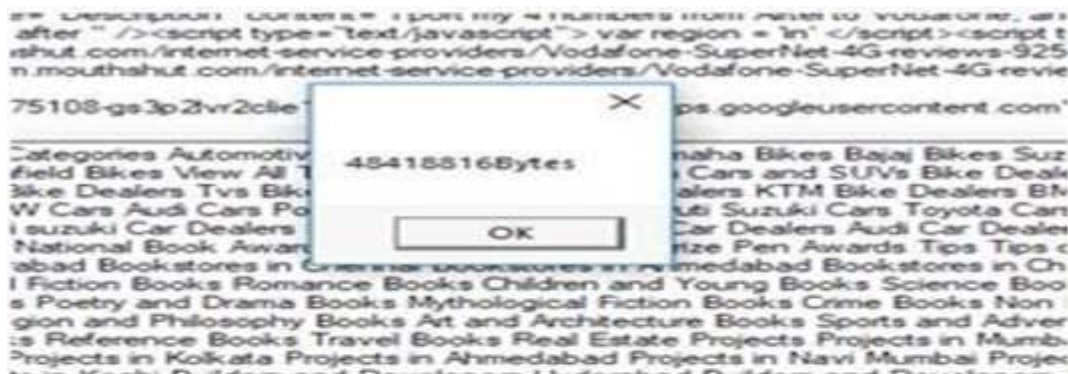 = "Description" content= "I port my 4 numbers from Airtel to Vodafone, an
after " /><script type="text/javascript"> var region = 'in' </script><script t
shut.com/internet-service-providers/Vodafone-SuperNet-4G-reviews-925
m.mouthshut.com/internet-service-providers/Vodafone-SuperNet-4G-revie
75108-gs3p2lvr2clie ps.googleusercontent.com"
Categories Automotiv maha Bikes Bajaj Bikes Suz
field Bikes View All T Cars and SUVs Bike Deale
Bike Dealers Tvs Bik alers KTM Bike Dealers BM
W Cars Audi Cars Po uti Suzuki Cars Toyota Cars
i suzuki Car Dealers Car Dealers Audi Car Deale
National Book Awar rize Pen Awards Tips Tips
abad Bookstores in Chennai Bookstores in Ahmedabad Bookstores in Ch
l Fiction Books Romance Books Children and Young Books Science Boo
s Poetry and Drama Books Mythological Fiction Books Crime Books Non
gion and Philosophy Books Art and Architecture Books Sports and Adver
s Reference Books Travel Books Real Estate Projects Projects in Mumb
Projects in Kolkata Projects in Ahmedabad Projects in Navi Mumbai Projec
48418816Bytes
OK